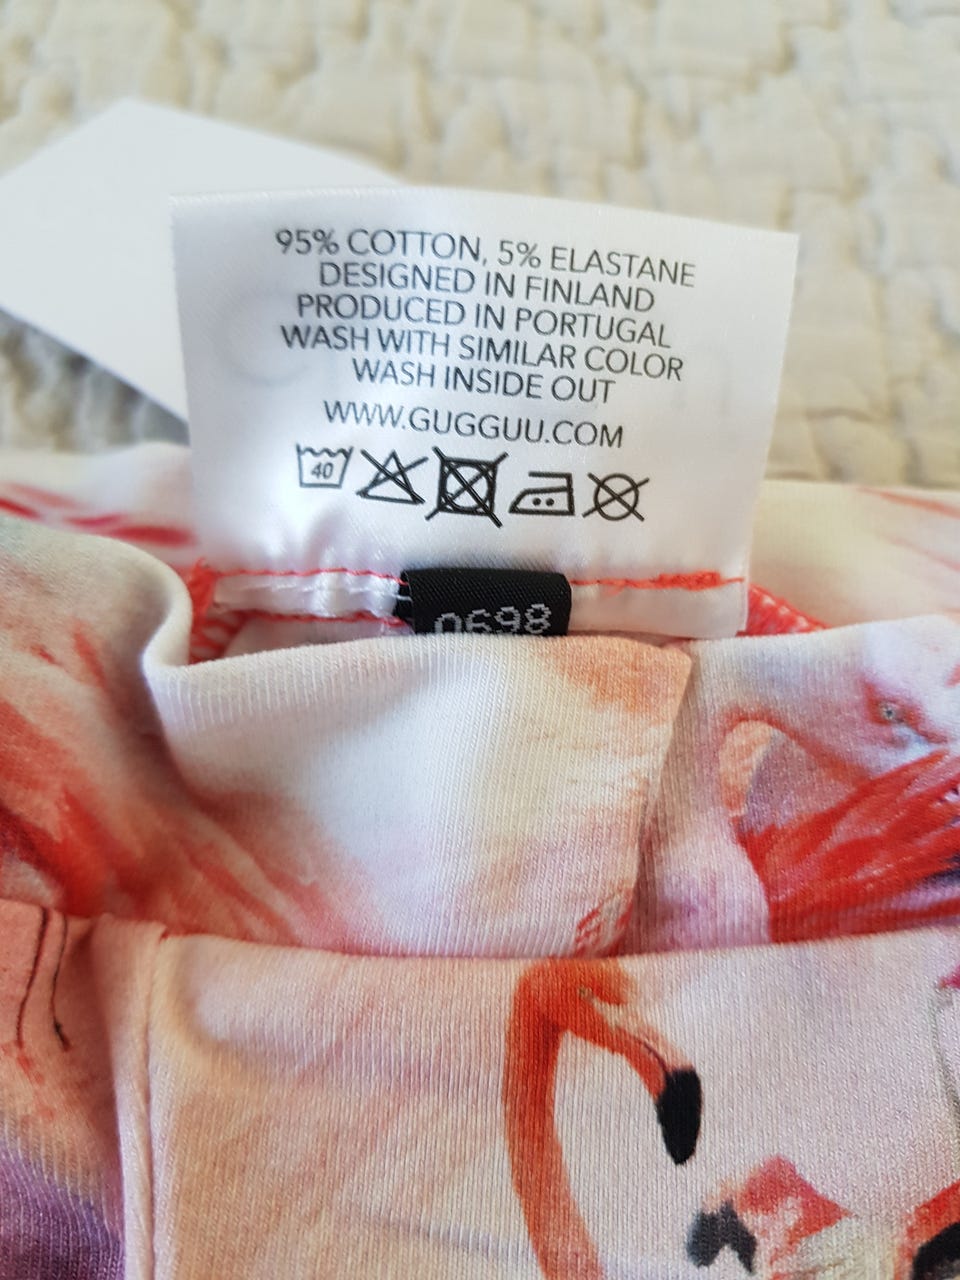 95% COTTON, 5% ELASTANE
DESIGNED IN FINLAND
PRODUCED IN PORTUGAL
WASH WITH SIMILAR COLOR
WASH INSIDE OUT
WWW.GUGGUU.COM
40
0698